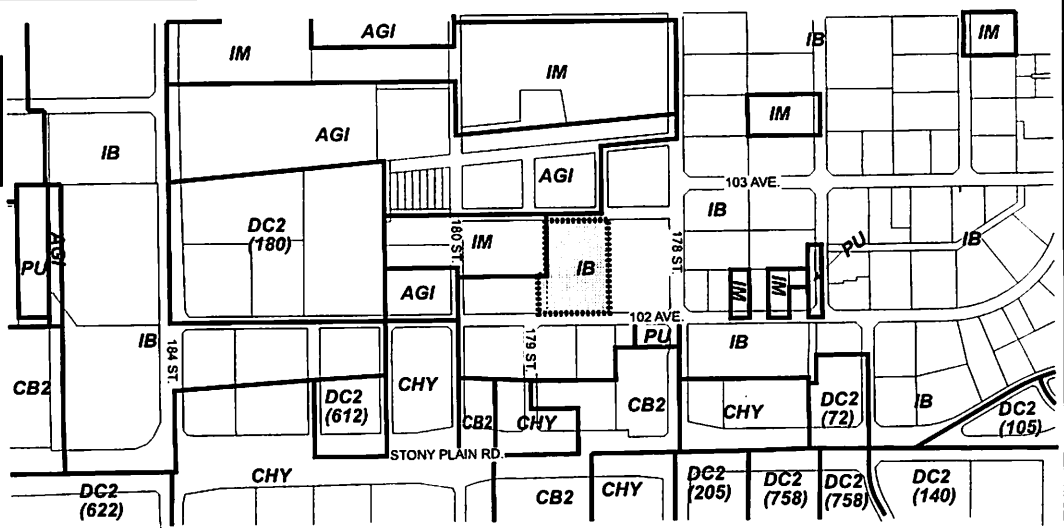 AGI
IM
IM
IB
IM
IM
AGI
IB
103 AVE.
AGI
IB
DC2
(180)
180 ST.
IM
IB
178 ST.
PU
IB
AGI
PU
AGI
IM
IM
102 AVE.
IB
184 ST.
179 ST.
PU
IB
CB2
DC2
(612)
CHY
CB2
CHY
CB2
CHY
DC2
(72)
IB
DC2
(105)
STONY PLAIN RD.
CHY
DC2
(622)
CB2
CHY
DC2
(205)
DC2
(758)
DC2
(758)
DC2
(140)